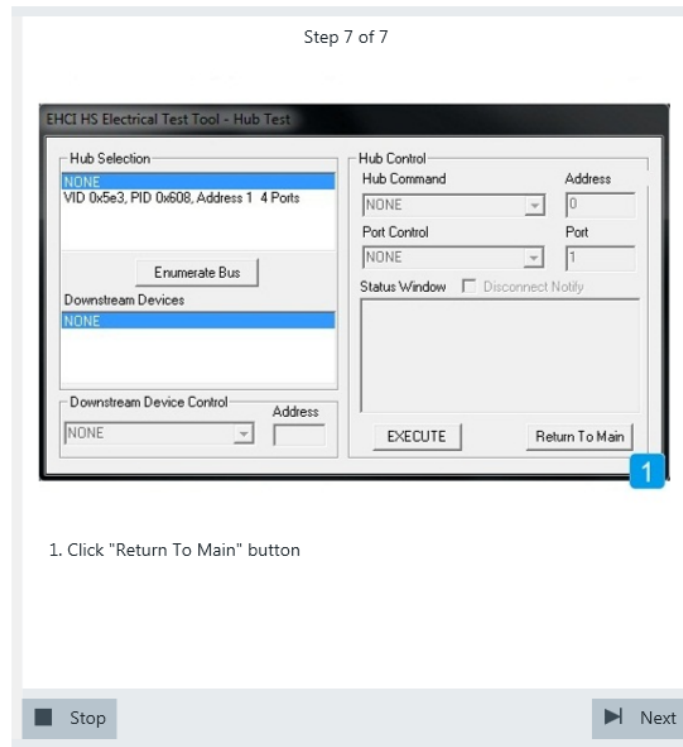 Step 7 of 7
EHCI HS Electrical Test Tool - Hub Test
Hub Selection
NONE
VID 0x5e3, PID 0x608, Address 1 4 Ports
Enumerate Bus
Downstream Devices
NONE
Downstream Device Control
Address
NONE
Hub Control
Hub Command Address
NONE 0
Port Control Port
NONE 1
Status Window Disconnect Notify
EXECUTE Return To Main
1
1. Click "Return To Main" button
Stop Next